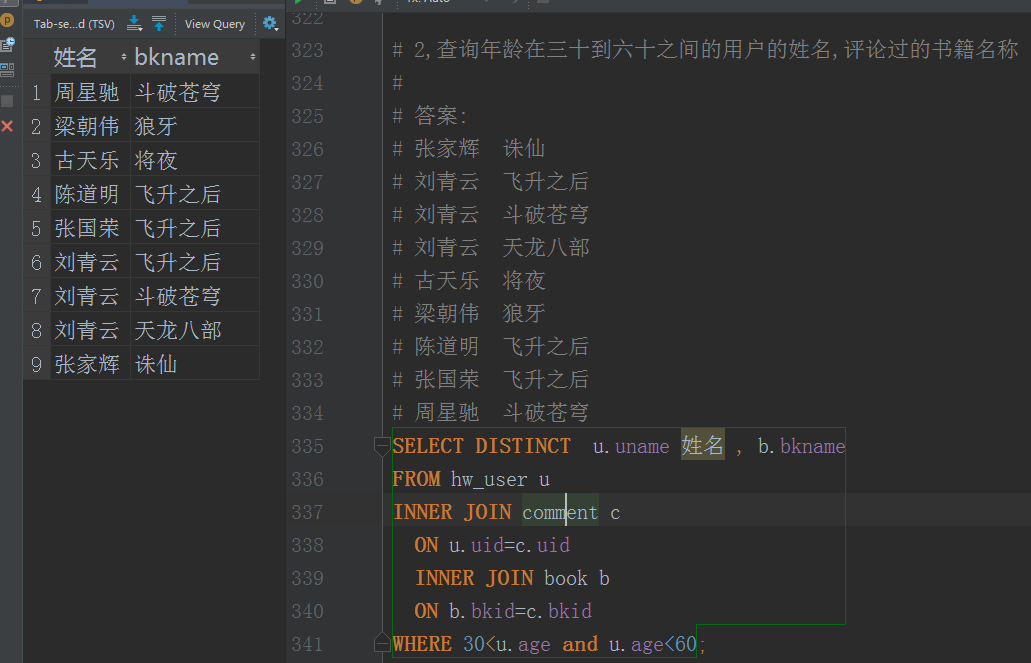 Tab-se...d (TSV) View Query
姓名 bkname
1 周星驰 斗破苍穹
2 梁朝伟 狼牙
3 古天乐 将夜
4 陈道明 飞升之后
5 张国荣 飞升之后
6 刘青云 飞升之后
7 刘青云 斗破苍穹
8 刘青云 天龙八部
9 张家辉 诛仙
322
323 # 2,查询年龄在三十到六十之间的用户的姓名,评论过的书籍名称
324 #
325 # 答案:
326 # 张家辉 诛仙
327 # 刘青云 飞升之后
328 # 刘青云 斗破苍穹
329 # 刘青云 天龙八部
330 # 古天乐 将夜
331 # 梁朝伟 狼牙
332 # 陈道明 飞升之后
333 # 张国荣 飞升之后
334 # 周星驰 斗破苍穹
335 SELECT DISTINCT u.uname 姓名 , b.bkname
336 FROM hw_user u
337 INNER JOIN comment c
338 ON u.uid=c.uid
339 INNER JOIN book b
340 ON b.bkid=c.bkid
341 WHERE 30<u.age and u.age<60;